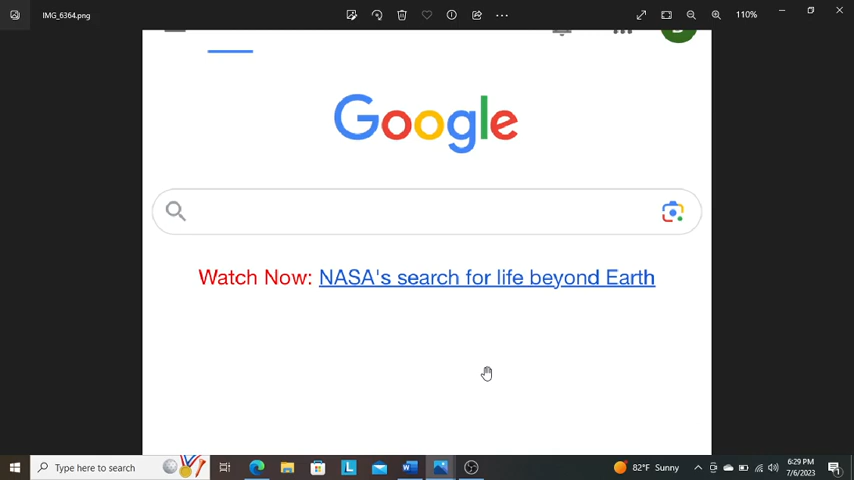 IMG_6364.png
110%
Google
Watch Now: NASA's search for life beyond Earth
Type here to search
L
W
82°F Sunny
6:29 PM
7/6/2023